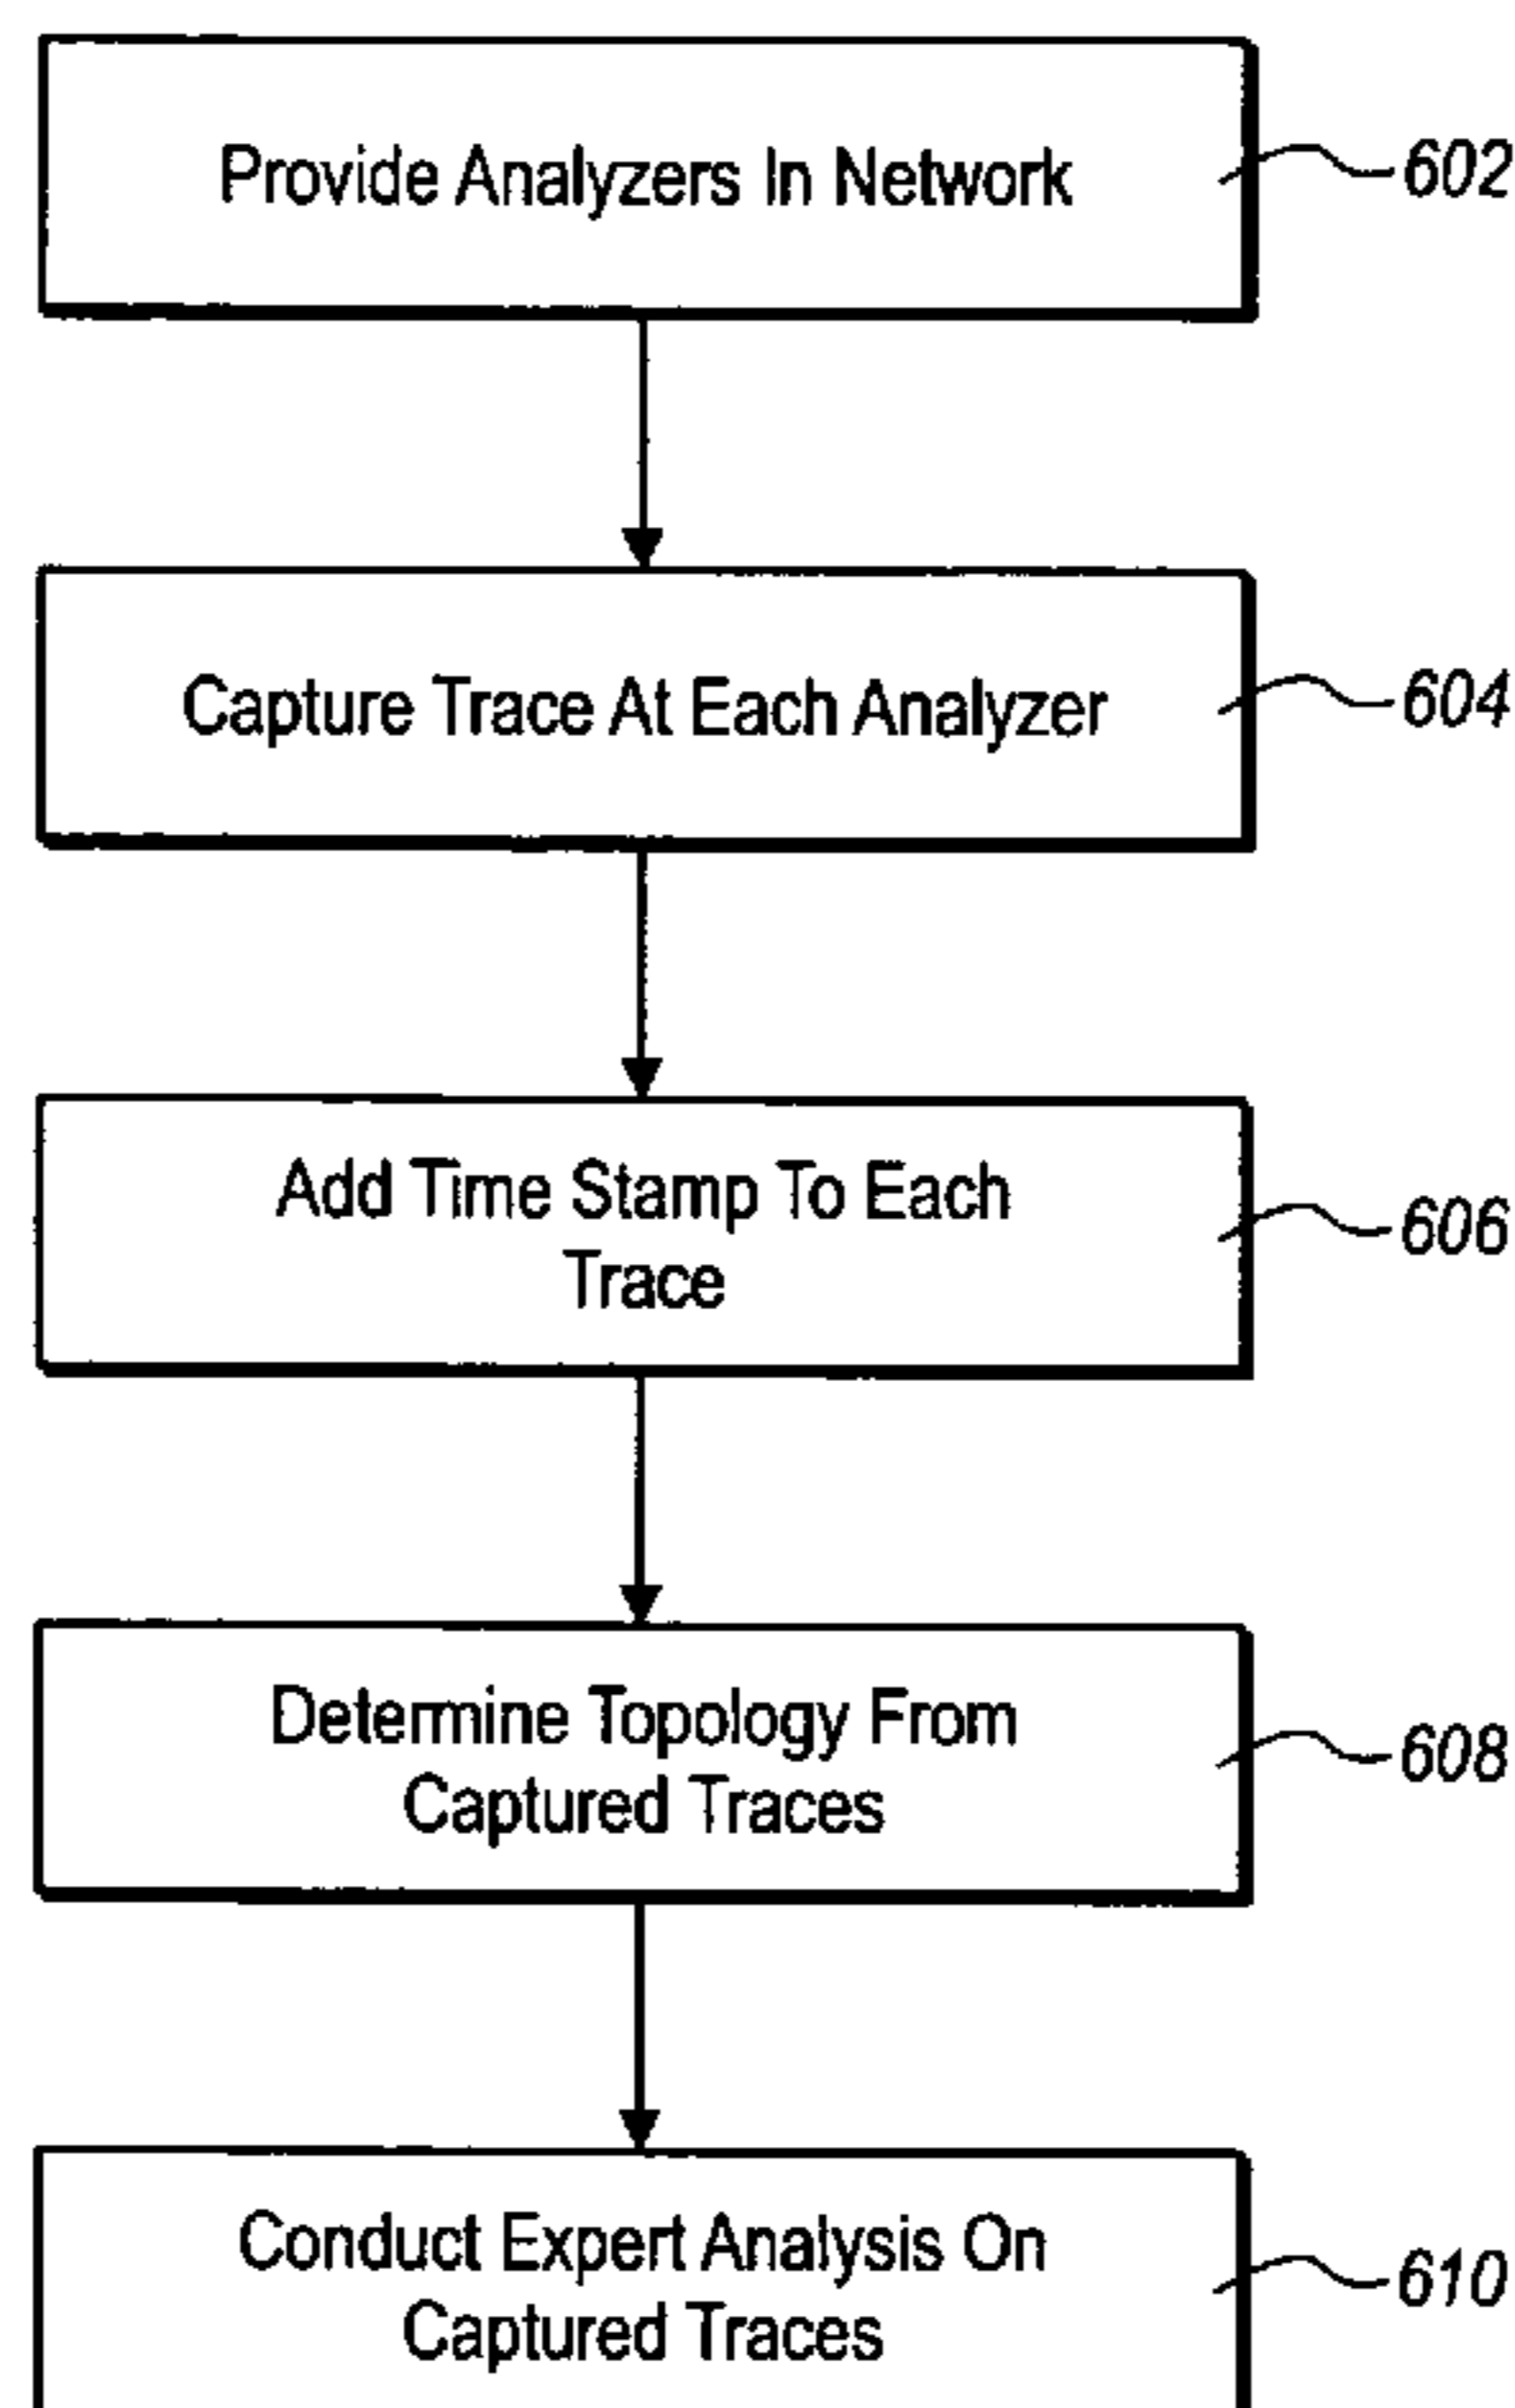 Provide Analyzers In Network
602
Capture Trace At Each Analyzer
604
Add Time Stamp To Each
Trace
606
Determine Topology From
Captured Traces
608
Conduct Expert Analysis On
Captured Traces
610